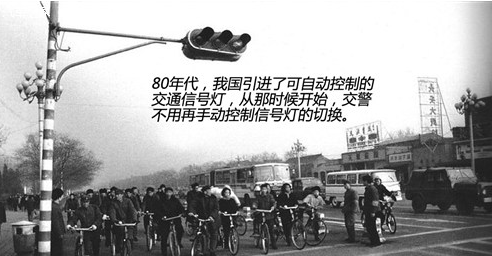 80年代，我国引进了可自动控制的
交通信号灯，从那时候开始，交警
不用再手动控制信号灯的切换。